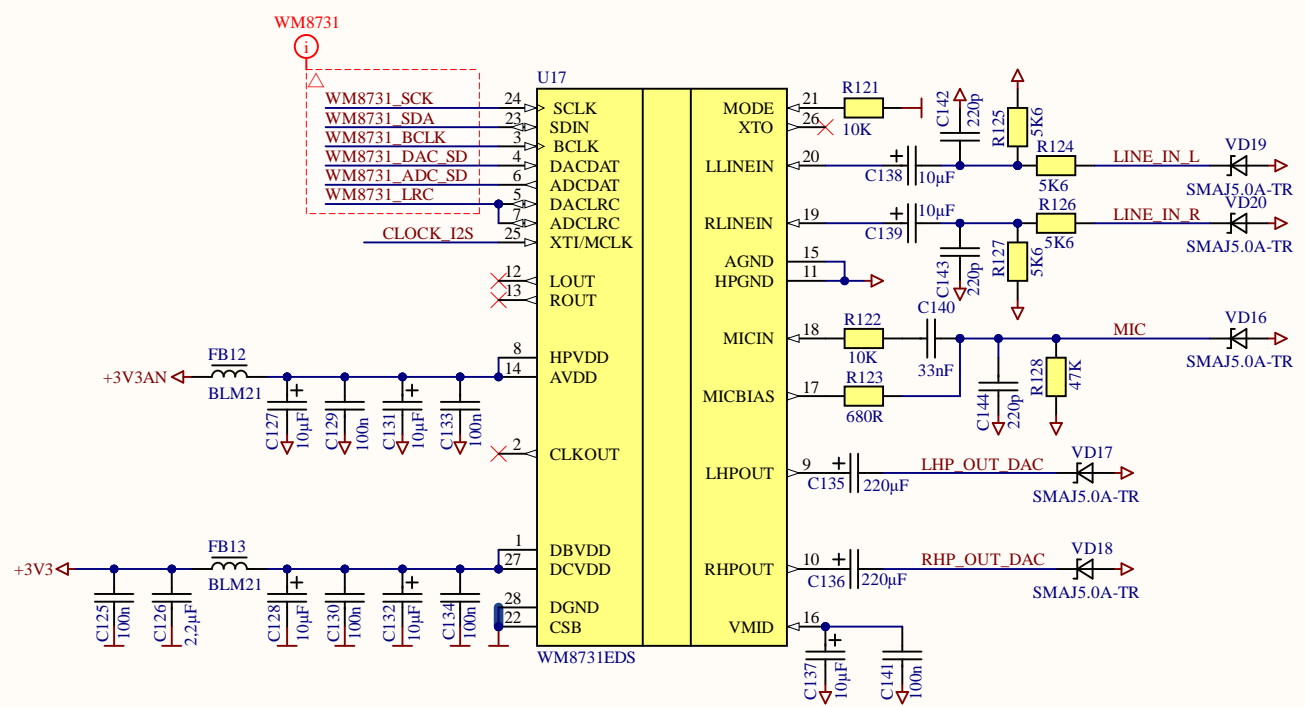 WM8731
i
U17
WM8731_SCK 24 SCLK
WM8731_SDA 23 SDIN
WM8731_BCLK 3 BCLK
WM8731_DAC_SD 4 DACDAT
WM8731_ADC_SD 6 ADCDAT
WM8731_LRC 5 DACLRC
7 ADCLRC
CLOCK_I2S 25 XTI/MCLK
12 LOUT
13 ROUT
8 HPVDD
14 AVDD
FB12
+3V3AN
BLM21
C127 10µF
C129 100n
C131 10µF
C133 100n
2 CLKOUT
1 DBVDD
27 DCVDD
FB13
+3V3
BLM21
C125 100n
C126 2,2µF
C128 10µF
C130 100n
C132 10µF
C134 100n
28 DGND
22 CSB
WM8731EDS
MODE 21 R121
10K
XTO 26
LLINEIN 20
C138 10µF
C142 220p
R125 5K6
R124
5K6
LINE_IN_L
VD19
SMAJ5.0A-TR
RLINEIN 19
C139 10µF
C143 220p
R127 5K6
R126
5K6
LINE_IN_R
VD20
SMAJ5.0A-TR
AGND 15
HPGND 11
MICIN 18 R122
10K
C140
33nF
MICBIAS 17 R123
680R
C144 220p
R128 47K
MIC
VD16
SMAJ5.0A-TR
LHPOUT 9
C135 220µF
LHP_OUT_DAC
VD17
SMAJ5.0A-TR
RHPOUT 10
C136 220µF
RHP_OUT_DAC
VD18
SMAJ5.0A-TR
VMID 16
C137 10µF
C141 100n